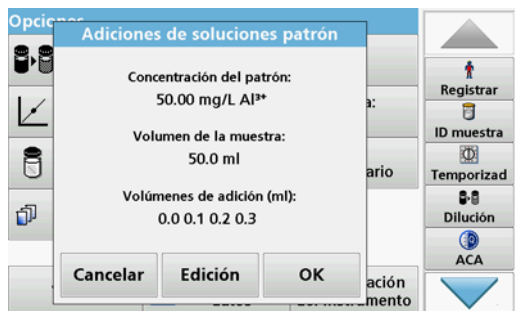 Opciones
Adiciones de soluciones patrón
Concentración del patrón:
50.00 mg/L Al³⁺
Volumen de la muestra:
50.0 ml
Volúmenes de adición (ml):
0.0 0.1 0.2 0.3
Cancelar
Edición
OK
a:
ario
ación
Registrar
ID muestra
Temporizad
Dilución
ACA